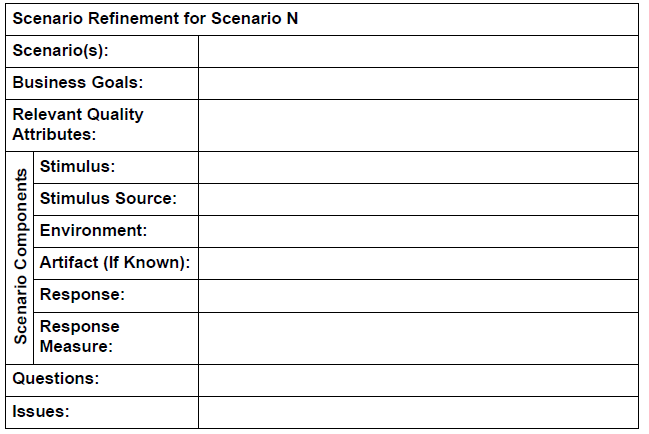 Scenario Refinement for Scenario N
Scenario(s):
Business Goals:
Relevant Quality
Attributes:
Scenario Components
Stimulus:
Stimulus Source:
Environment:
Artifact (If Known):
Response:
Response
Measure:
Questions:
Issues: